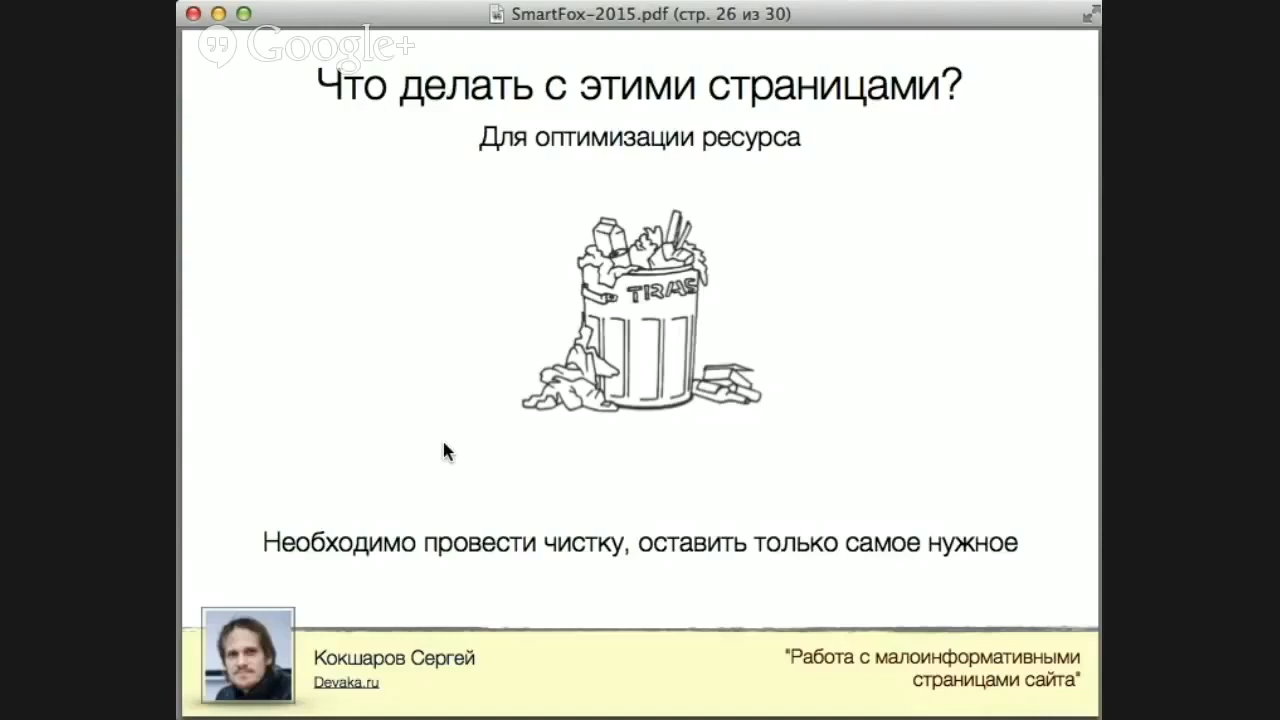 SmartFox-2015.pdf (стр. 26 из 30)
Google+
Что делать с этими страницами?
Для оптимизации ресурса
TRAS
Необходимо провести чистку, оставить только самое нужное
Кокшаров Сергей
Devaka.ru
"Работа с малоинформативными
страницами сайта"